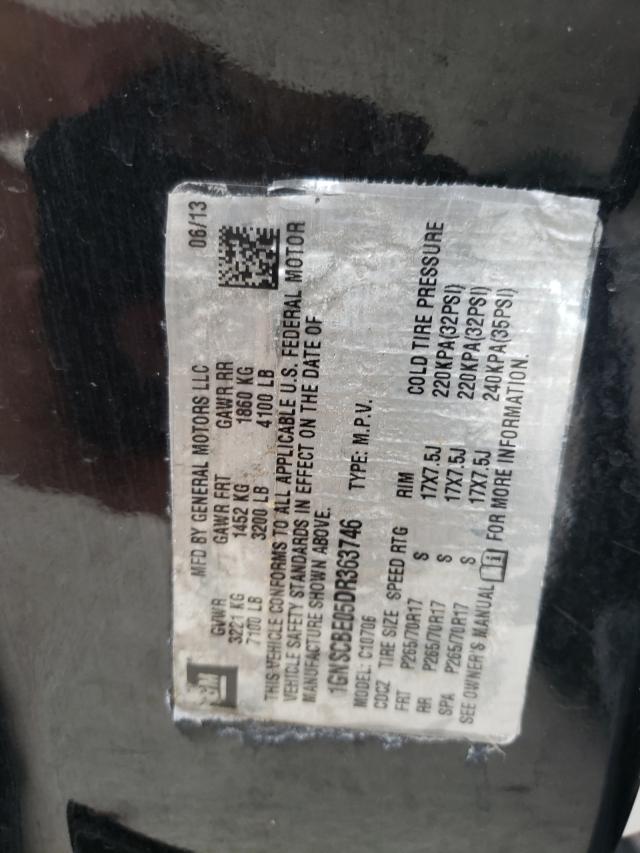 GM
MFD BY GENERAL MOTORS LLC 06/13
GVWR GAWR FRT GAWR RR
3221 KG 1452 KG 1860 KG
7100 LB 3200 LB 4100 LB
THIS VEHICLE CONFORMS TO ALL APPLICABLE U.S. FEDERAL MOTOR
VEHICLE SAFETY STANDARDS IN EFFECT ON THE DATE OF
MANUFACTURE SHOWN ABOVE.
1GNSCBE05DR363746 TYPE: M.P.V.
MODEL: C10706
CDCZ TIRE SIZE SPEED RTG RIM COLD TIRE PRESSURE
FRT P265/70R17 S 17X7.5J 220KPA(32PSI)
RR P265/70R17 S 17X7.5J 220KPA(32PSI)
SPA P265/70R17 S 17X7.5J 240KPA(35PSI)
SEE OWNER'S MANUAL i FOR MORE INFORMATION.